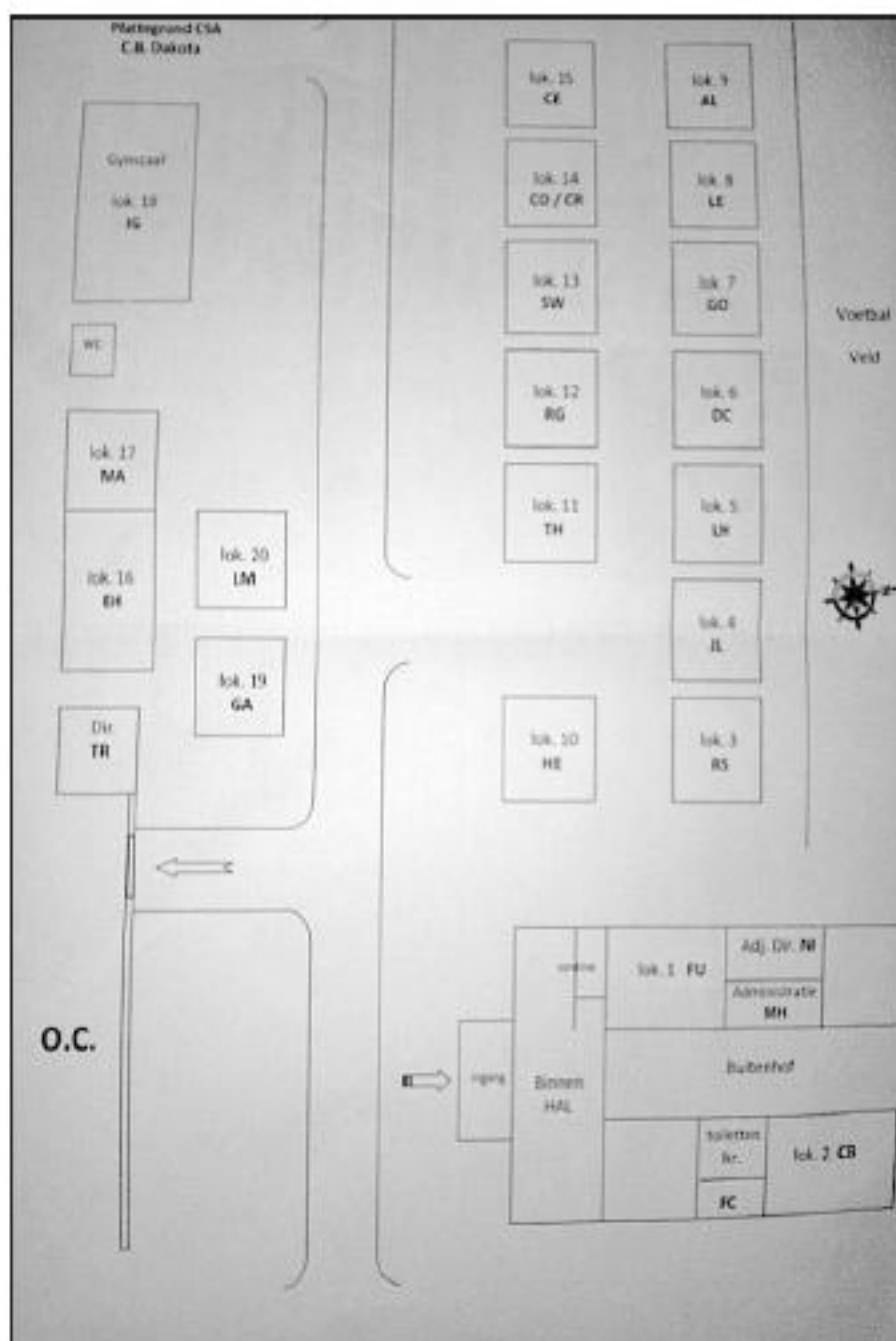 Plattegrond CSA
C.B. Dakota
Gymzaal
lok. 18
IG
WC
lok. 17
MA
lok. 16
EH
lok. 20
LM
lok. 19
GA
Dir.
TR
C
O.C.
lok. 15
CE
lok. 14
CO / CR
lok. 13
SW
lok. 12
RG
lok. 11
TH
lok. 10
HE
lok. 9
AL
lok. 8
LE
lok. 7
GO
lok. 6
DC
lok. 5
LH
lok. 4
JL
lok. 3
RS
Voetbal
Veld
lok. 1 FU
Adj. Dir. NI
Administratie
MH
ingang
Binnen
HAL
Buitenhof
toiletten
lkr.
FC
lok. 2 CB